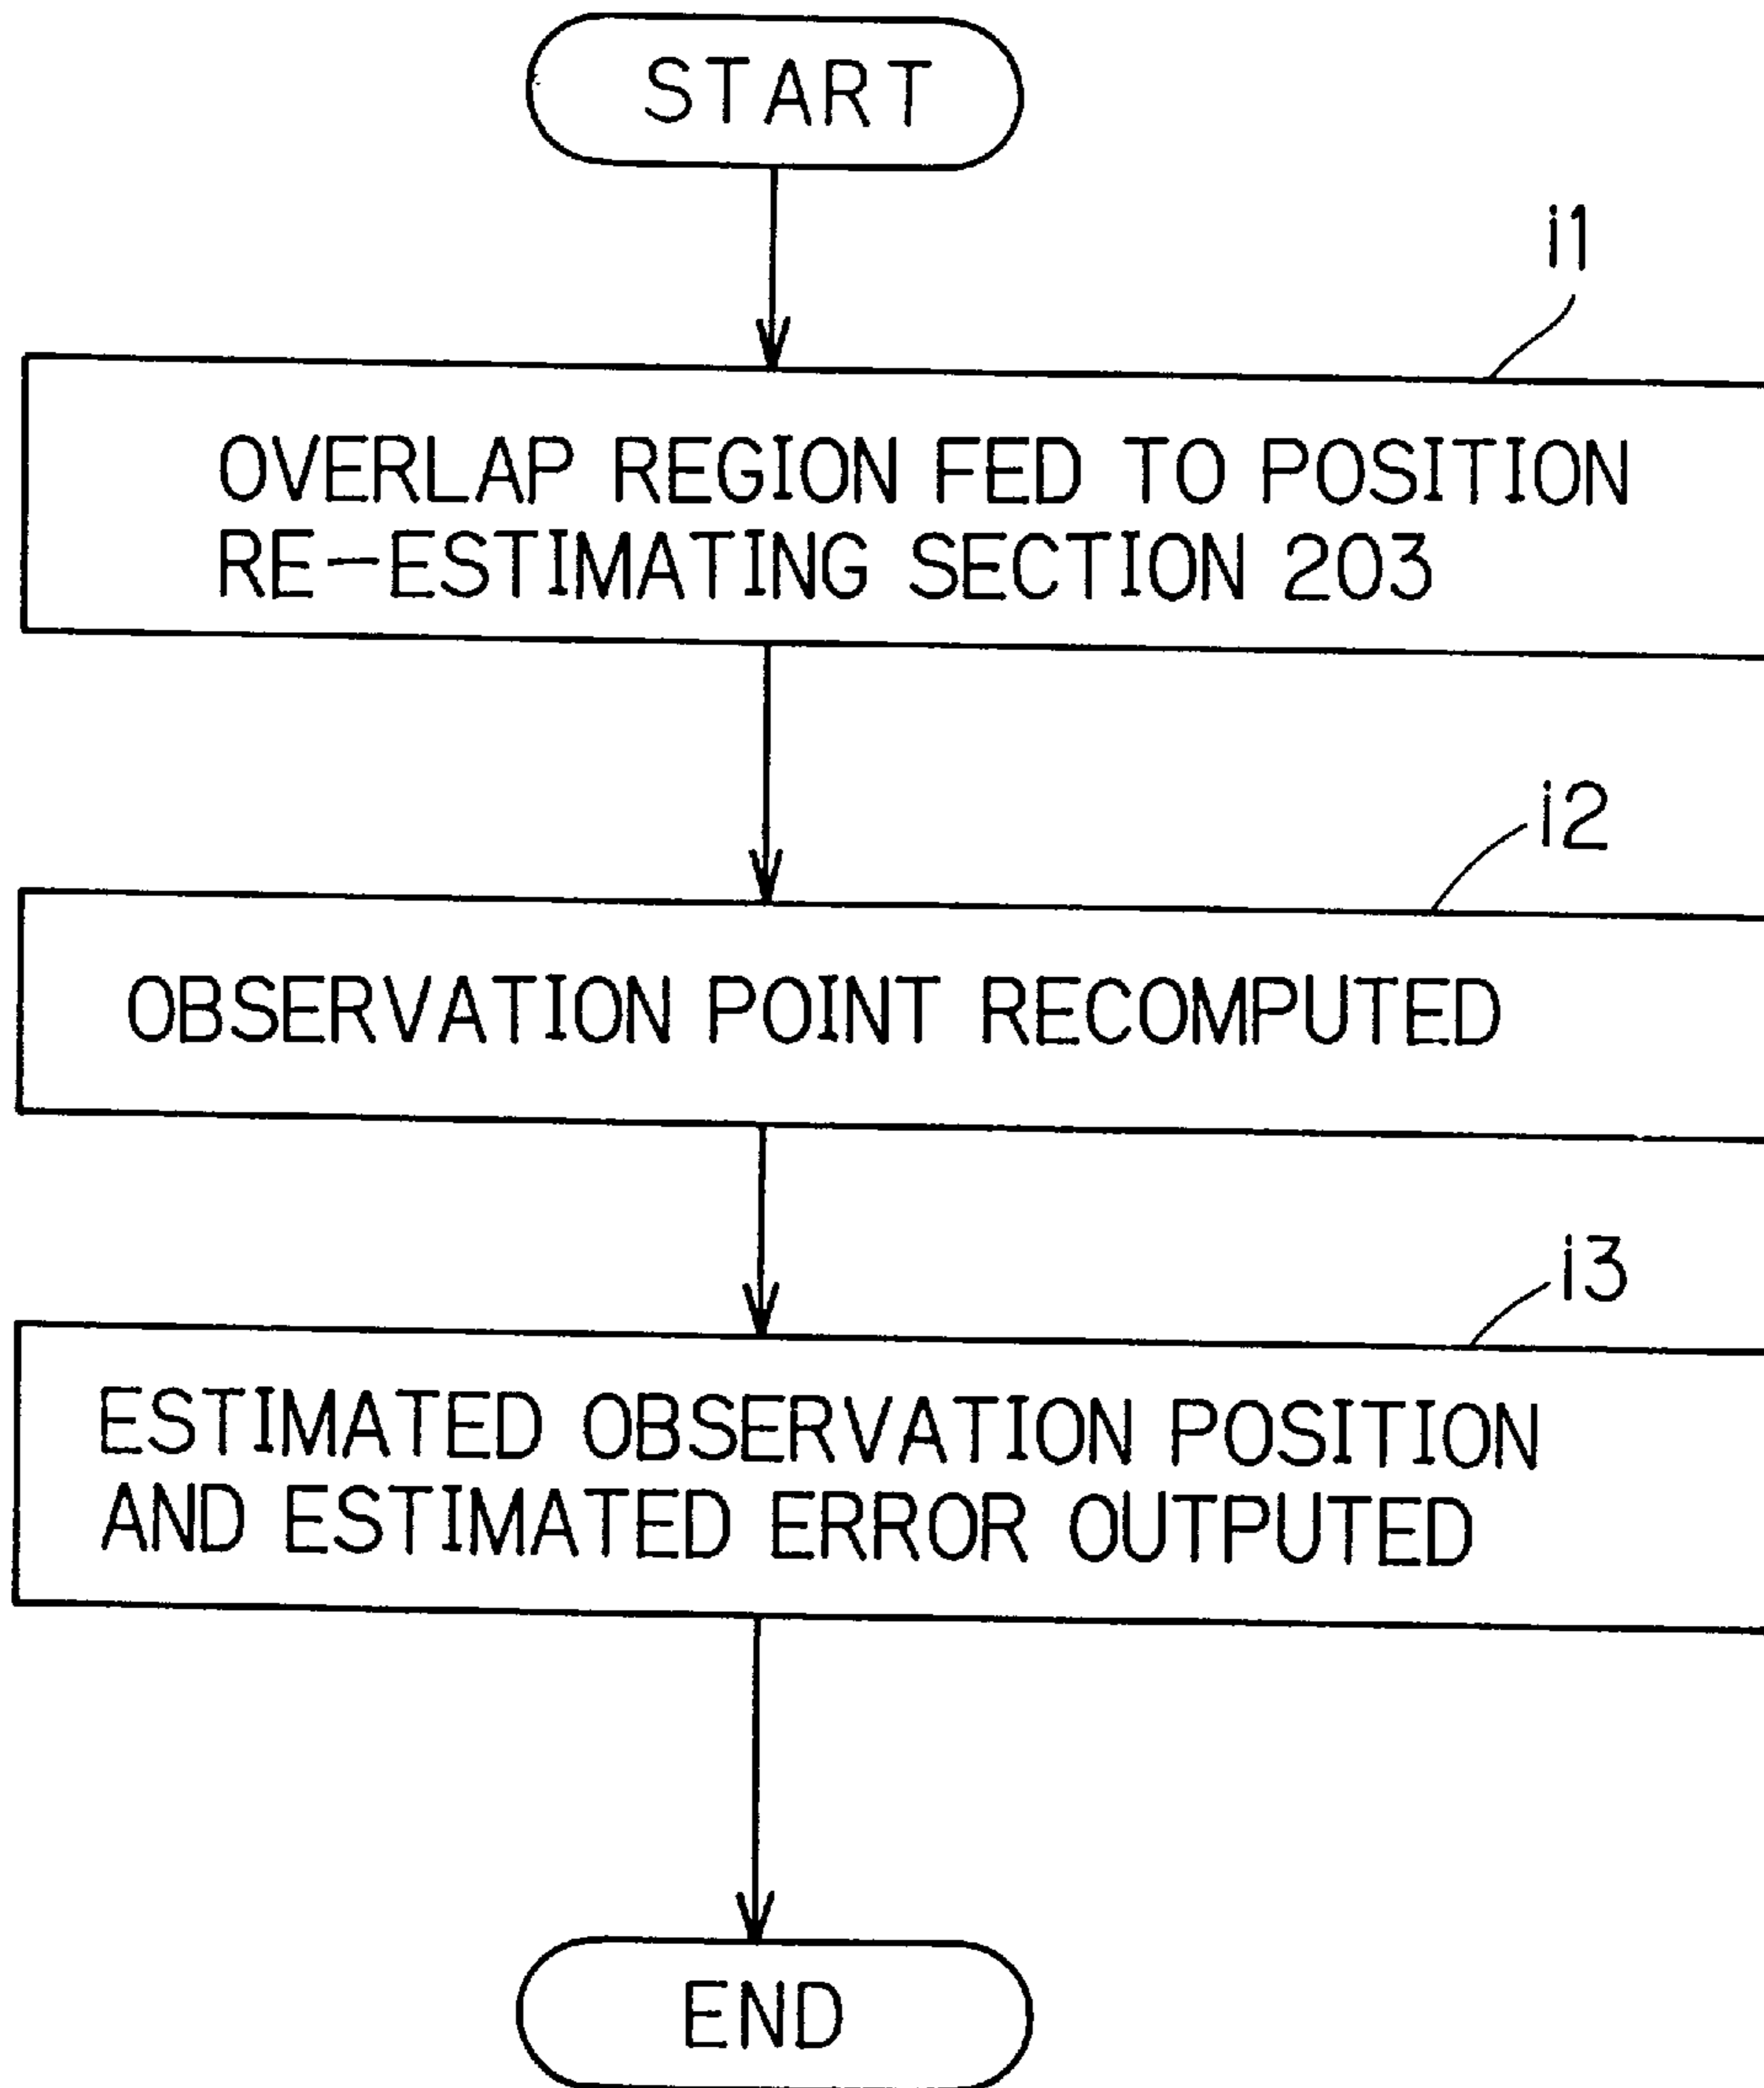 START
i1
OVERLAP REGION FED TO POSITION
RE-ESTIMATING SECTION 203
i2
OBSERVATION POINT RECOMPUTED
i3
ESTIMATED OBSERVATION POSITION
AND ESTIMATED ERROR OUTPUTED
END